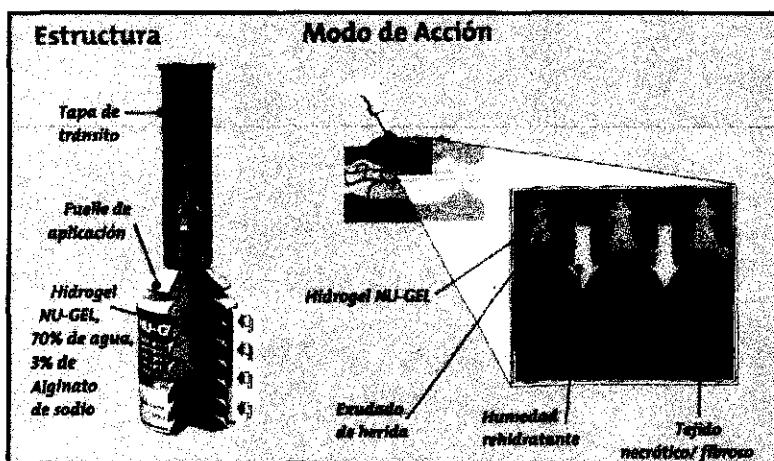 Estructura
Modo de Acción
Tapa de
tránsito
Fuelle de
aplicación
Hidrogel
NU-GEL,
70% de agua,
3% de
Alginato
de sodio
Hidrogel NU-GEL
Exudado
de herida
Humedad
rehidratante
Tejido
necrótico/ fibroso